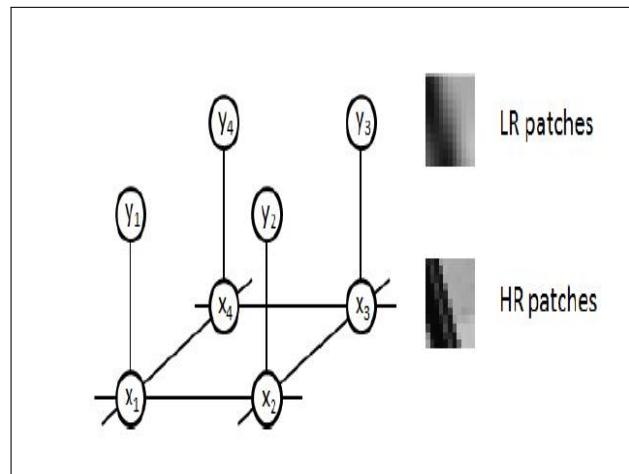 y₄
y₃
LR patches
y₁
y₂
x₄
x₃
HR patches
x₁
x₂